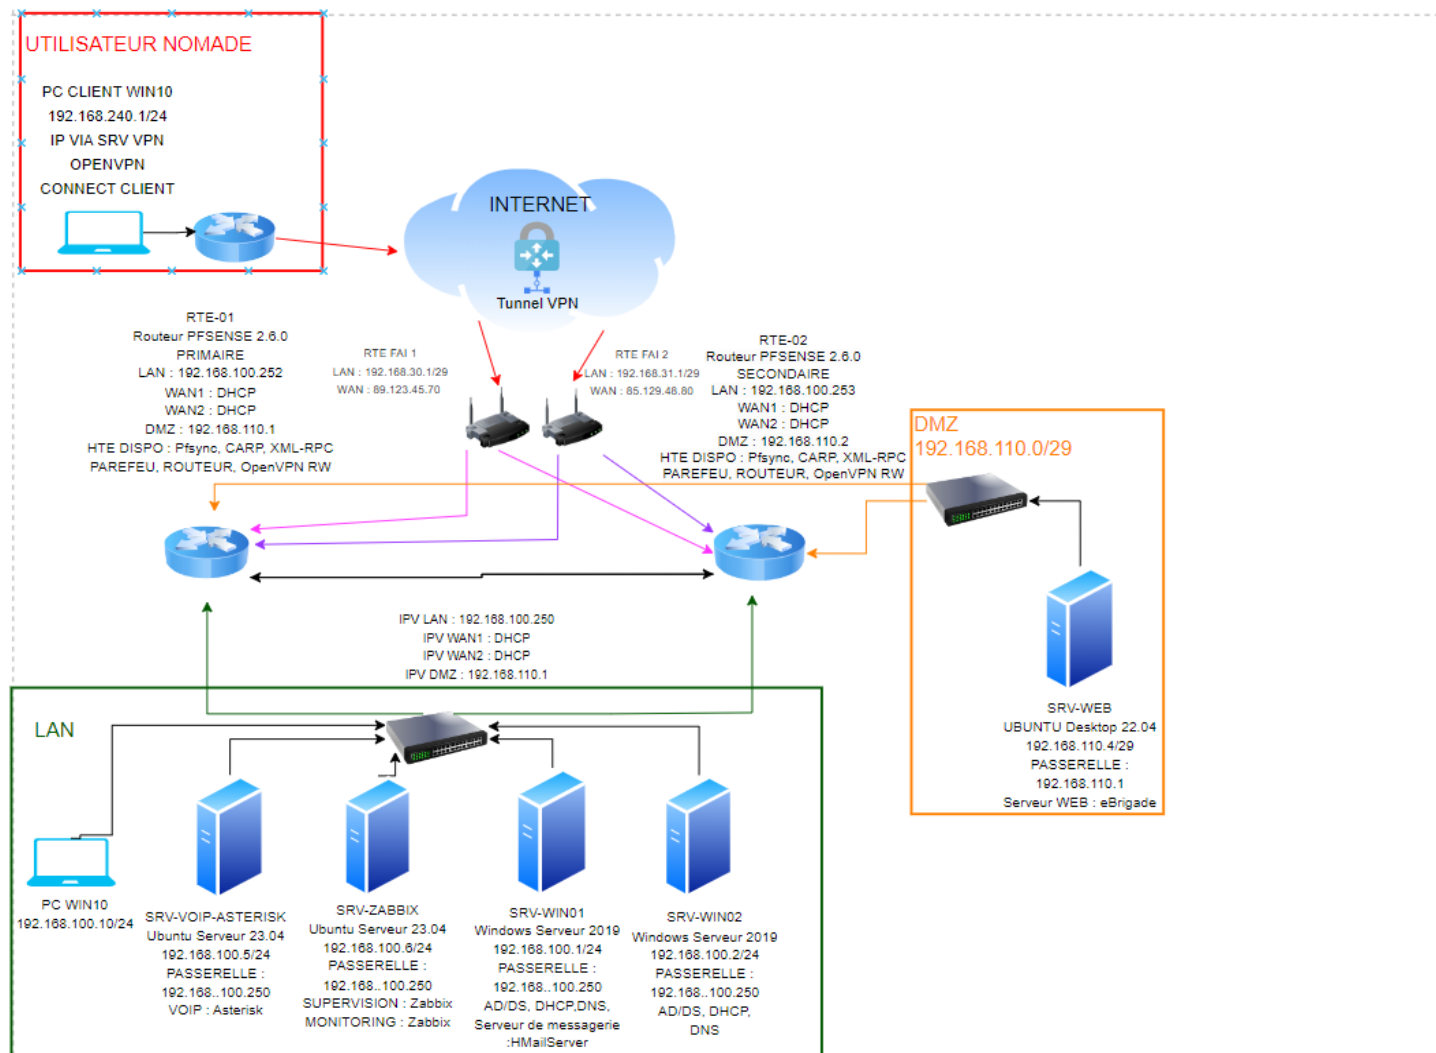 UTILISATEUR NOMADE
PC CLIENT WIN10
192.168.240.1/24
IP VIA SRV VPN
OPENVPN
CONNECT CLIENT
INTERNET
Tunnel VPN
RTE-01
Routeur PFSENSE 2.6.0
PRIMAIRE
LAN : 192.168.100.252
WAN1 : DHCP
WAN2 : DHCP
DMZ : 192.168.110.1
HTE DISPO : Pfsync, CARP, XML-RPC
PAREFEU, ROUTEUR, OpenVPN RW
RTE FAI 1
LAN : 192.168.30.1/29
WAN : 89.123.45.70
RTE FAI 2
LAN : 192.168.31.1/29
WAN : 85.129.48.80
RTE-02
Routeur PFSENSE 2.6.0
SECONDAIRE
LAN : 192.168.100.253
WAN1 : DHCP
WAN2 : DHCP
DMZ : 192.168.110.2
HTE DISPO : Pfsync, CARP, XML-RPC
PAREFEU, ROUTEUR, OpenVPN RW
DMZ
192.168.110.0/29
SRV-WEB
UBUNTU Desktop 22.04
192.168.110.4/29
PASSERELLE :
192.168.110.1
Serveur WEB : eBrigade
IPV LAN : 192.168.100.250
IPV WAN1 : DHCP
IPV WAN2 : DHCP
IPV DMZ : 192.168.110.1
LAN
PC WIN10
192.168.100.10/24
SRV-VOIP-ASTERISK
Ubuntu Serveur 23.04
192.168.100.5/24
PASSERELLE :
192.168..100.250
VOIP : Asterisk
SRV-ZABBIX
Ubuntu Serveur 23.04
192.168.100.6/24
PASSERELLE :
192.168..100.250
SUPERVISION : Zabbix
MONITORING : Zabbix
SRV-WIN01
Windows Serveur 2019
192.168.100.1/24
PASSERELLE :
192.168..100.250
AD/DS, DHCP,DNS,
Serveur de messagerie
:HMailServer
SRV-WIN02
Windows Serveur 2019
192.168.100.2/24
PASSERELLE :
192.168..100.250
AD/DS, DHCP,
DNS